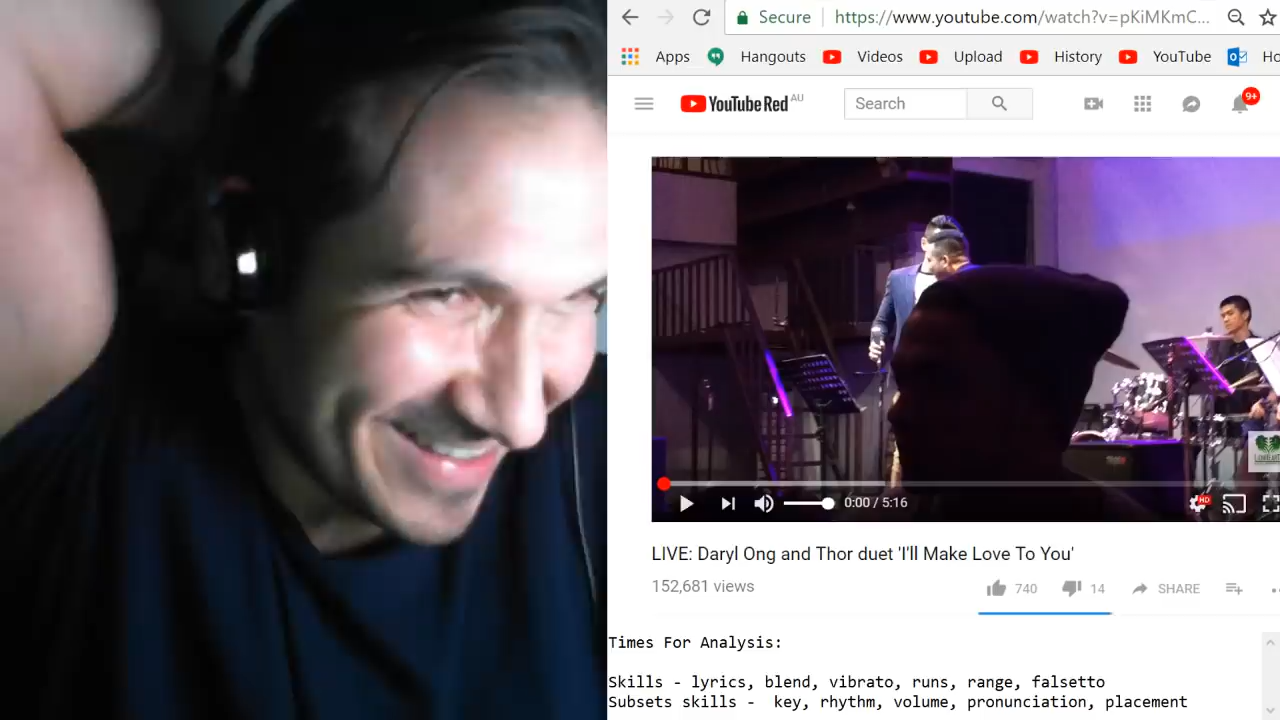 Secure https://www.youtube.com/watch?v=pKiMKmC...
Apps Hangouts Videos Upload History YouTube Ho
YouTube Red AU Search 9+
0:00 / 5:16 HD
LIVE: Daryl Ong and Thor duet 'I'll Make Love To You'
152,681 views 740 14 SHARE
Times For Analysis:
Skills - lyrics, blend, vibrato, runs, range, falsetto
Subsets skills - key, rhythm, volume, pronunciation, placement